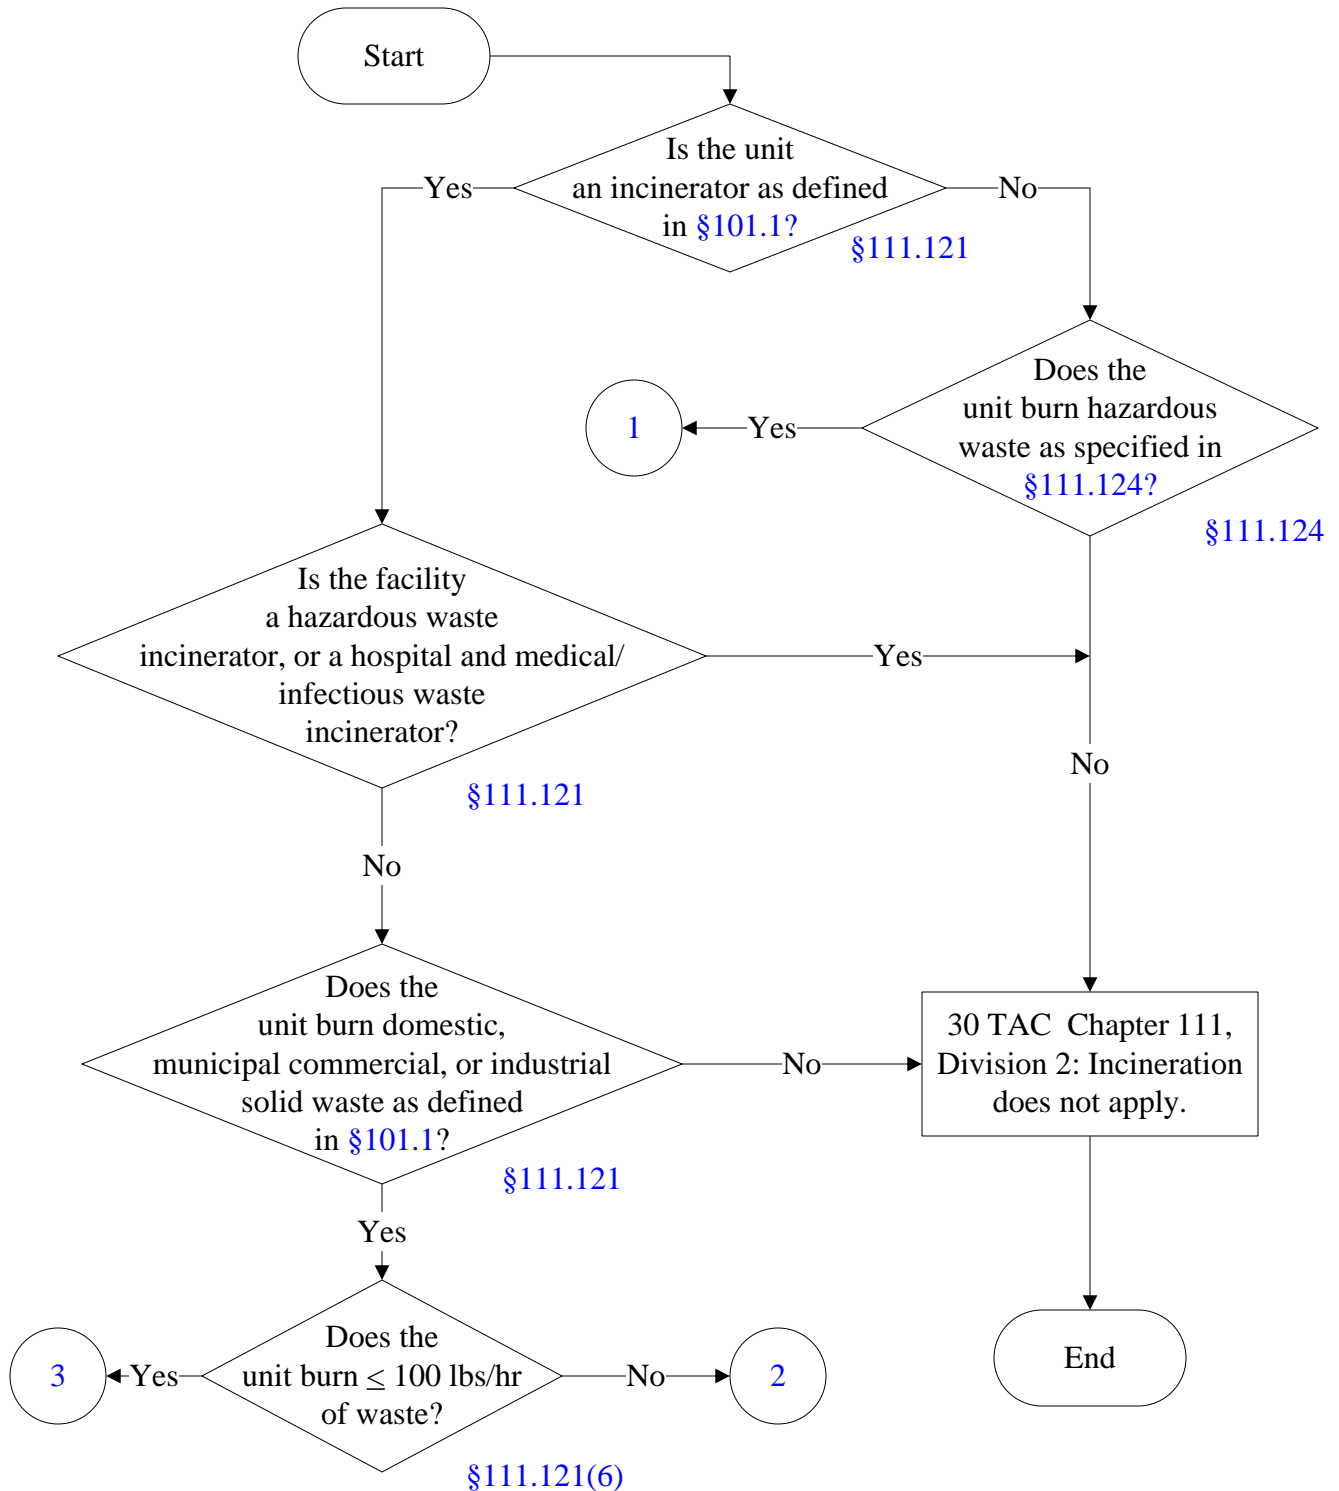 Start
Is the unit
an incinerator as defined
in §101.1?
§111.121
Yes
No
Does the
unit burn hazardous
waste as specified in
§111.124?
§111.124
Yes
1
Is the facility
a hazardous waste
incinerator, or a hospital and medical/
infectious waste
incinerator?
§111.121
Yes
No
No
Does the
unit burn domestic,
municipal commercial, or industrial
solid waste as defined
in §101.1?
§111.121
No
30 TAC  Chapter 111,
Division 2: Incineration
does not apply.
Yes
Does the
unit burn ≤ 100 lbs/hr
of waste?
§111.121(6)
Yes
3
No
2
End